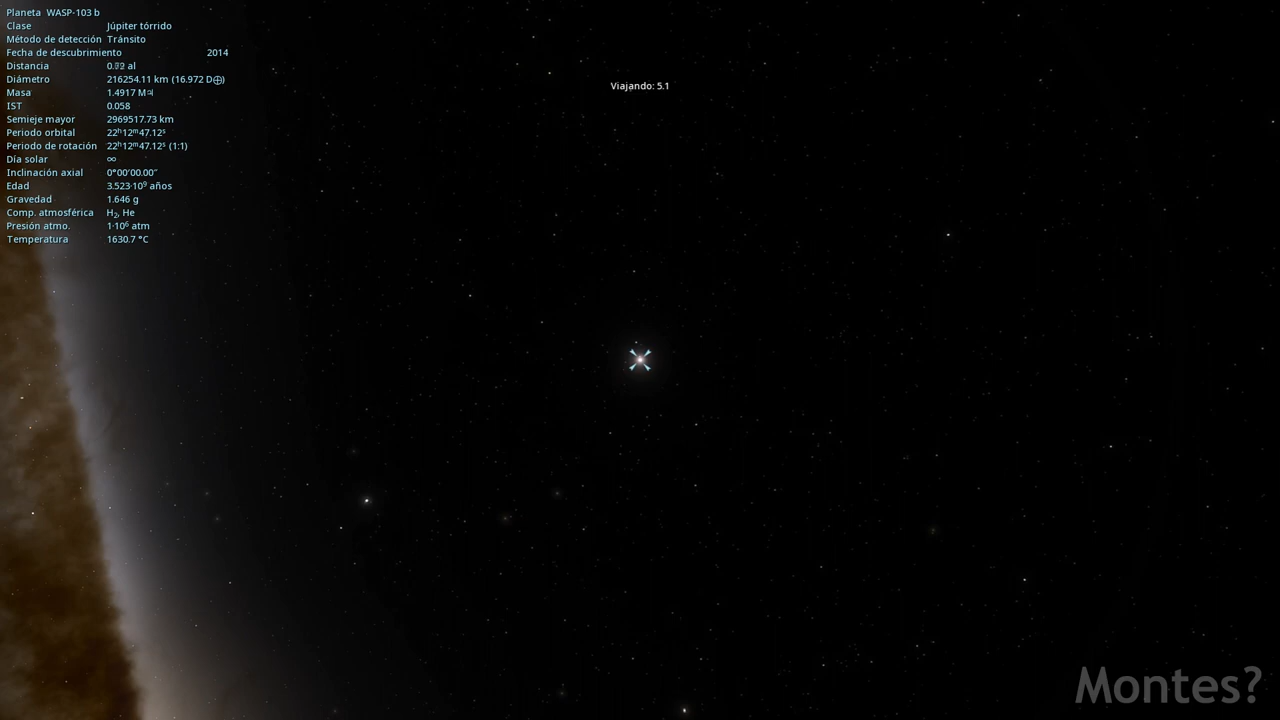 Planeta WASP-103 b
Clase Júpiter tórrido
Método de detección Tránsito
Fecha de descubrimiento 2014
Distancia al
Diámetro 216254.11 km (16.972 D⊕)
Masa 1.4917 M♃
IST 0.058
Semieje mayor 2969517.73 km
Periodo orbital 22ʰ12ᵐ47.12ˢ
Periodo de rotación 22ʰ12ᵐ47.12ˢ (1:1)
Día solar ∞
Inclinación axial 0°00′00.00″
Edad 3.523·10⁹ años
Gravedad 1.646 g
Comp. atmosférica H₂, He
Presión atmo. 1·10⁶ atm
Temperatura 1630.7 °C
Viajando: 5.1
Montes?